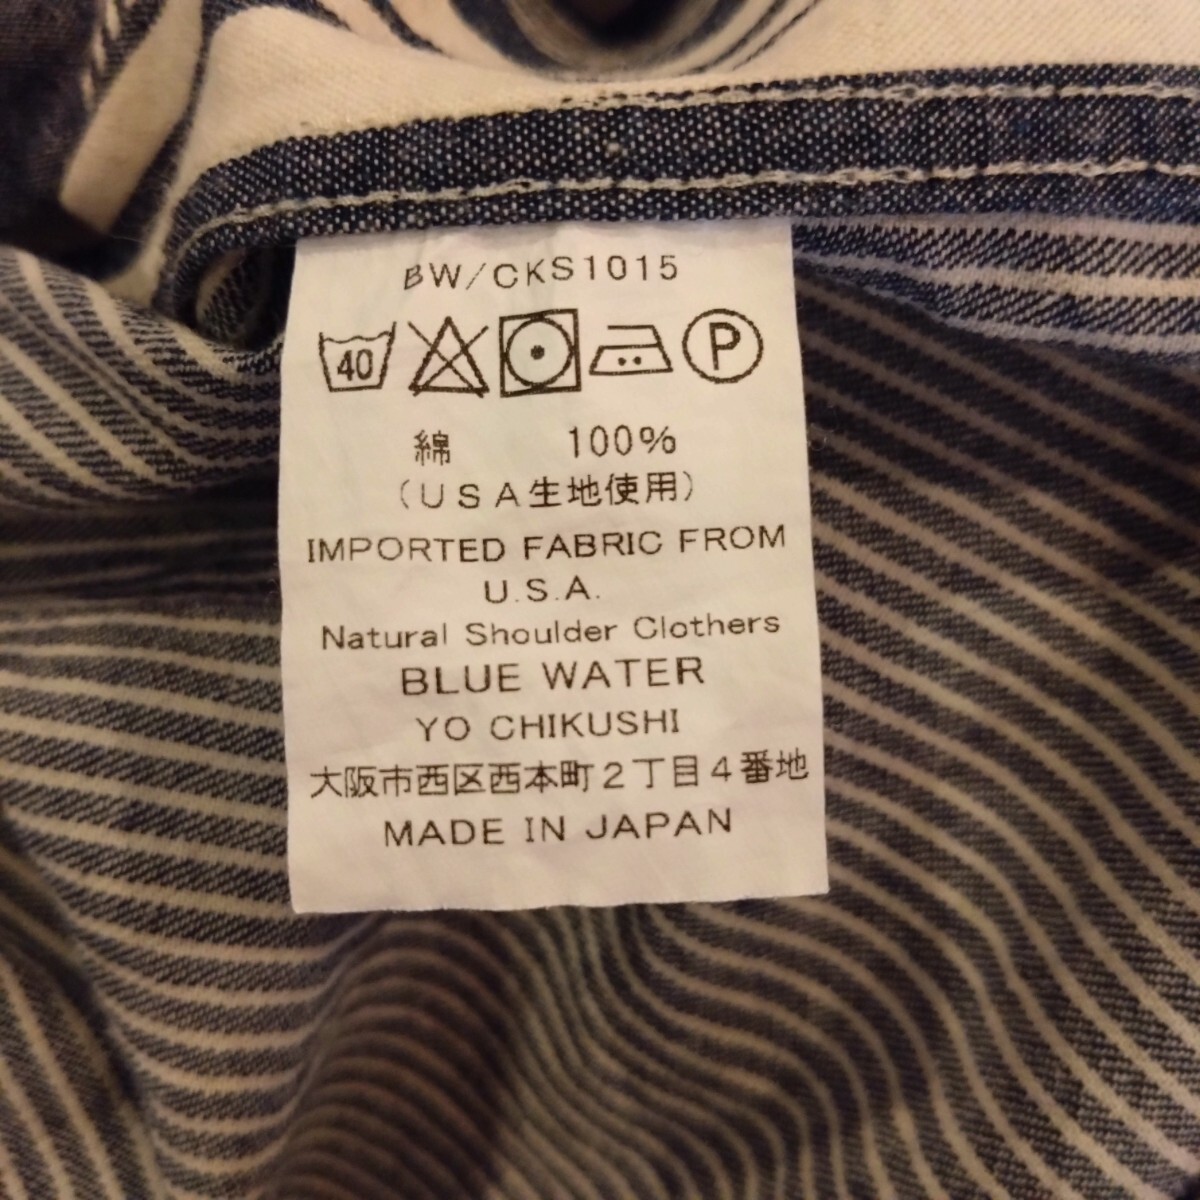 BW/CKS1015
40 P
綿 100%
(USA生地使用)
IMPORTED FABRIC FROM
U.S.A.
Natural Shoulder Clothers
BLUE WATER
YO CHIKUSHI
大阪市西区西本町2丁目4番地
MADE IN JAPAN